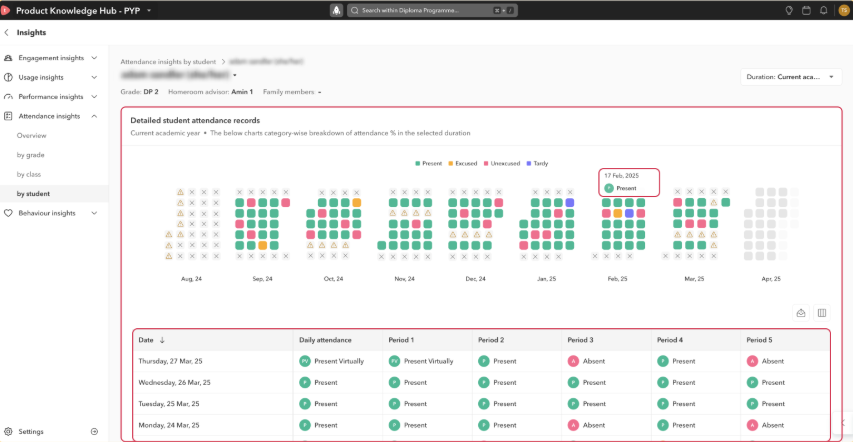 Product Knowledge Hub - PYP
Search within Diploma Programme...
⌘ + /
TS
Insights
Engagement insights
Usage insights
Performance insights
Attendance insights
Overview
by grade
by class
by student
Behaviour insights
Settings
Attendance insights by student >
Grade: DP 2 Homeroom advisor: Amin 1 Family members
Duration: Current aca...
Detailed student attendance records
Current academic year • The below charts category-wise breakdown of attendance % in the selected duration
Present Excused Unexcused Tardy
17 Feb, 2025
P Present
Aug, 24 Sep, 24 Oct, 24 Nov, 24 Dec, 24 Jan, 25 Feb, 25 Mar, 25 Apr, 25
Date ↓ Daily attendance Period 1 Period 2 Period 3 Period 4 Period 5
Thursday, 27 Mar, 25 PV Present Virtually PV Present Virtually P Present A Absent P Present A Absent
Wednesday, 26 Mar, 25 P Present P Present P Present P Present P Present P Present
Tuesday, 25 Mar, 25 P Present P Present P Present P Present P Present P Present
Monday, 24 Mar, 25 P Present P Present P Present A Absent P Present A Absent